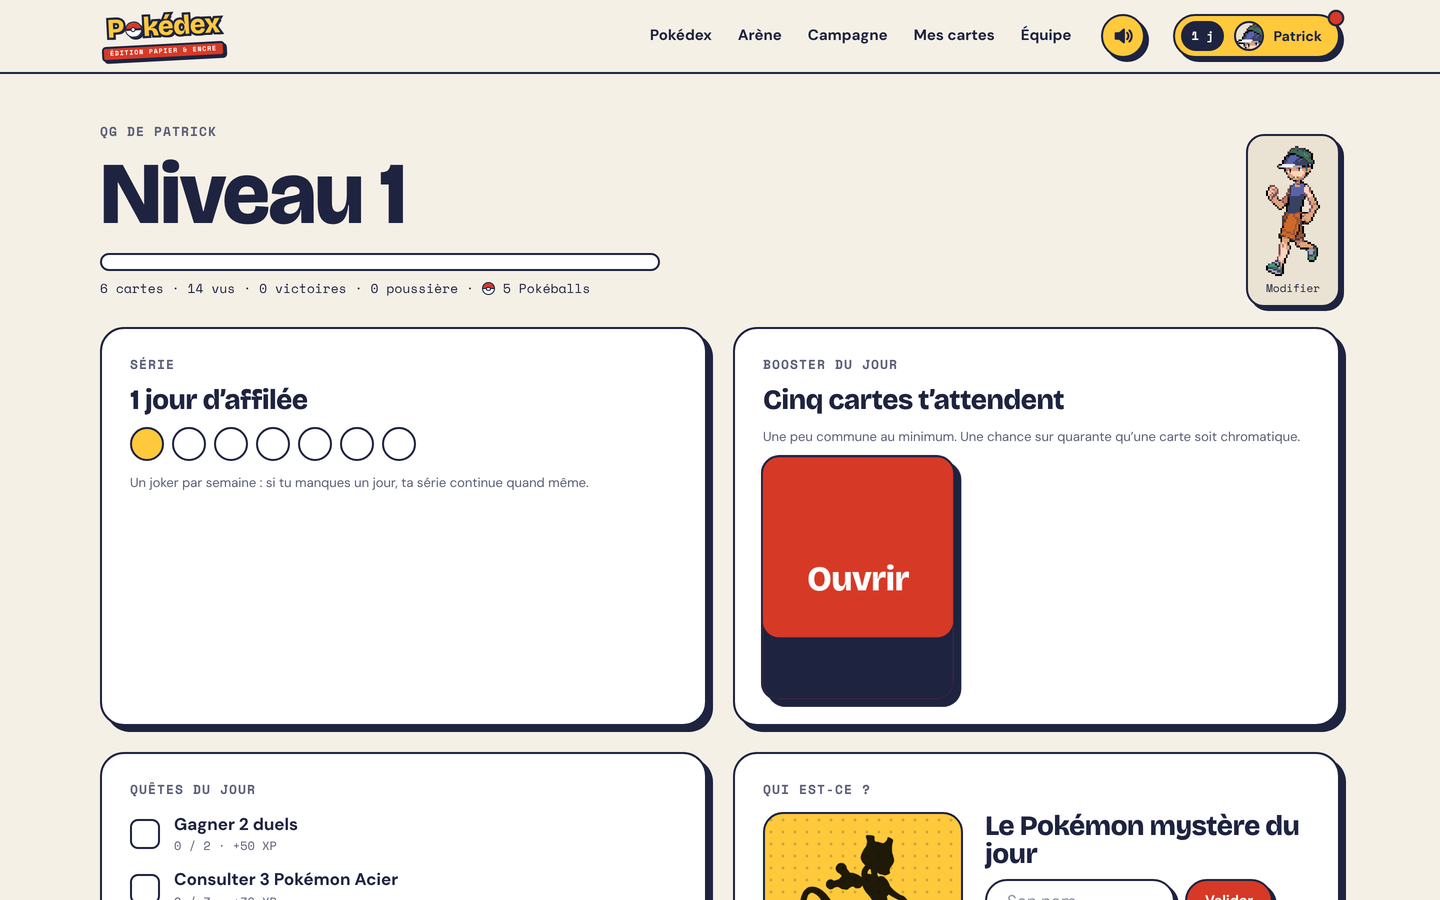 Pokédex
ÉDITION PAPIER & ENCRE
Pokédex
Arène
Campagne
Mes cartes
Équipe
1 j
Patrick
QG DE PATRICK
Niveau 1
6 cartes · 14 vus · 0 victoires · 0 poussière · 5 Pokéballs
Modifier
SÉRIE
1 jour d’affilée
Un joker par semaine : si tu manques un jour, ta série continue quand même.
BOOSTER DU JOUR
Cinq cartes t’attendent
Une peu commune au minimum. Une chance sur quarante qu’une carte soit chromatique.
Ouvrir
QUÊTES DU JOUR
Gagner 2 duels
0 / 2 · +50 XP
Consulter 3 Pokémon Acier
QUI EST-CE ?
Le Pokémon mystère du
jour
Son nom
Valider